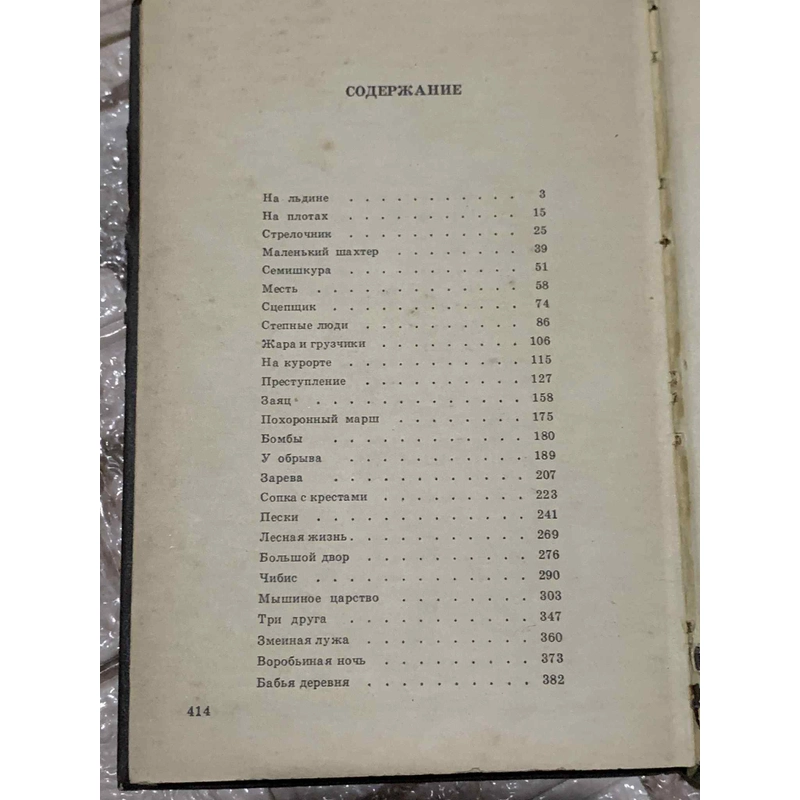 СОДЕРЖАНИЕ
На льдине . . . . . . . . . . . 3
На плотах . . . . . . . . . . . 15
Стрелочник . . . . . . . . . . . 25
Маленький шахтер . . . . . . . . 39
Семишкура . . . . . . . . . . . 51
Месть . . . . . . . . . . . . . 58
Сцепщик . . . . . . . . . . . . 74
Степные люди . . . . . . . . . . 86
Жара и грузчики . . . . . . . . . 106
На курорте . . . . . . . . . . . 115
Преступление . . . . . . . . . . 127
Заяц . . . . . . . . . . . . . 158
Похоронный марш . . . . . . . . 175
Бомбы . . . . . . . . . . . . 180
У обрыва . . . . . . . . . . . 189
Зарева . . . . . . . . . . . . 207
Сопка с крестами . . . . . . . . . 223
Пески . . . . . . . . . . . . . 241
Лесная жизнь . . . . . . . . . . . 269
Большой двор . . . . . . . . . . 276
Чибис . . . . . . . . . . . . . 290
Мышиное царство . . . . . . . . . 303
Три друга . . . . . . . . . . . 347
Змеиная лужа . . . . . . . . . . 360
Воробьиная ночь . . . . . . . . . 373
Бабья деревня . . . . . . . . . . 382
414